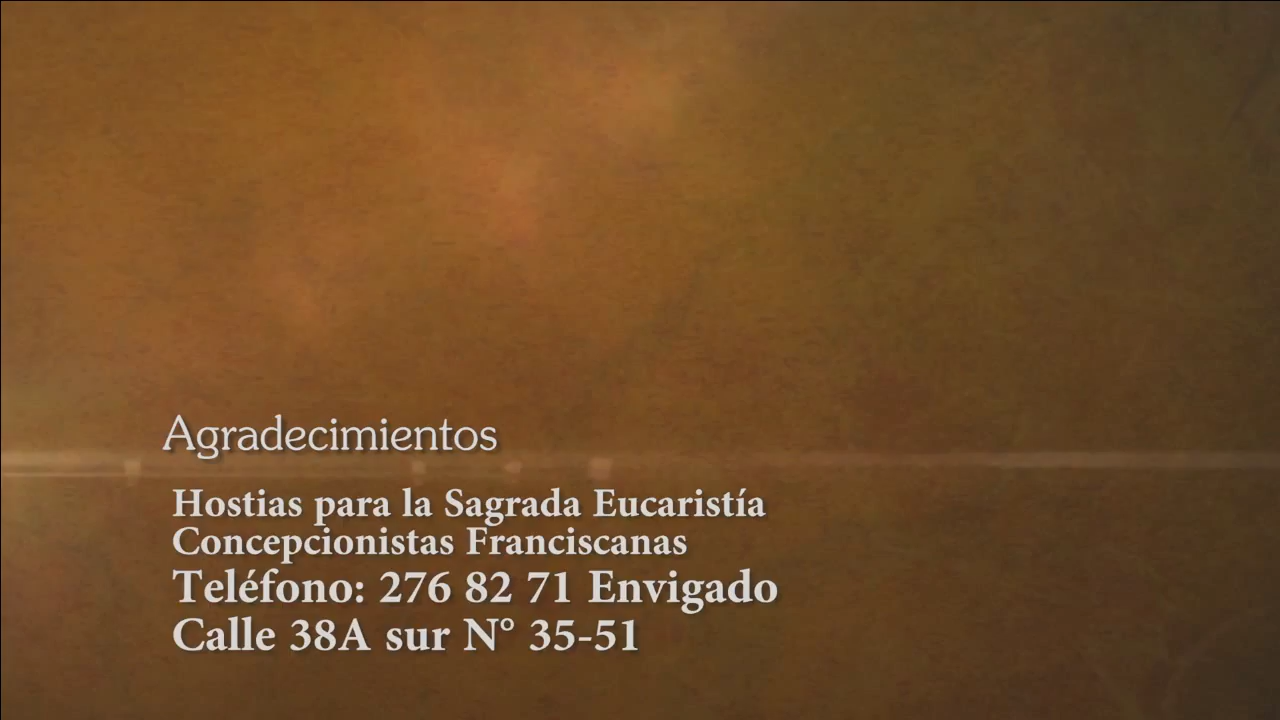 Agradecimientos
Hostias para la Sagrada Eucaristía
Concepcionistas Franciscanas
Teléfono: 276 82 71 Envigado
Calle 38A sur N° 35-51